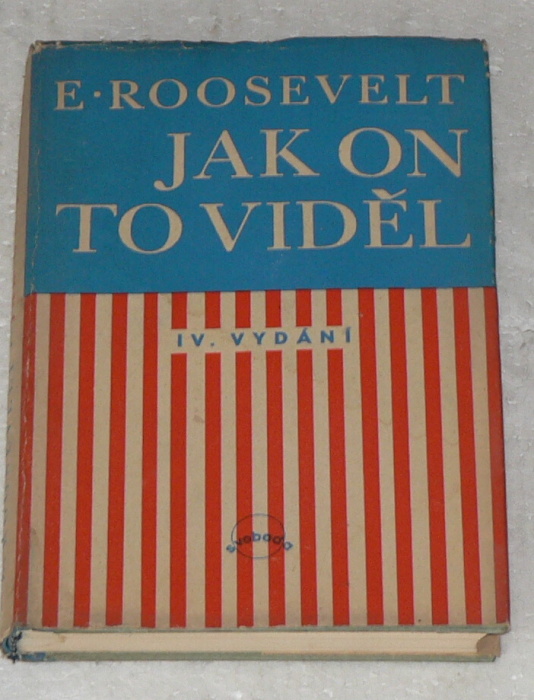 E·ROOSEVELT
JAK ON
TO VIDĚL
IV. VYDÁNÍ
svoboda